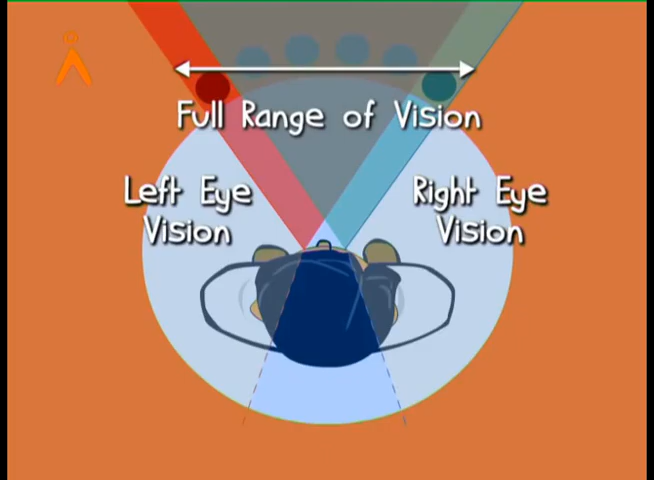 Full Range of Vision
Left Eye
Vision
Right Eye
Vision